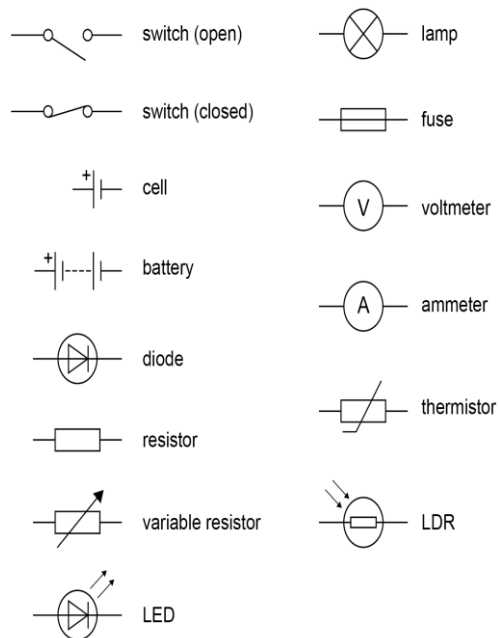 switch (open)
switch (closed)
+
cell
+
battery
diode
resistor
variable resistor
LED
lamp
fuse
V
voltmeter
A
ammeter
thermistor
LDR